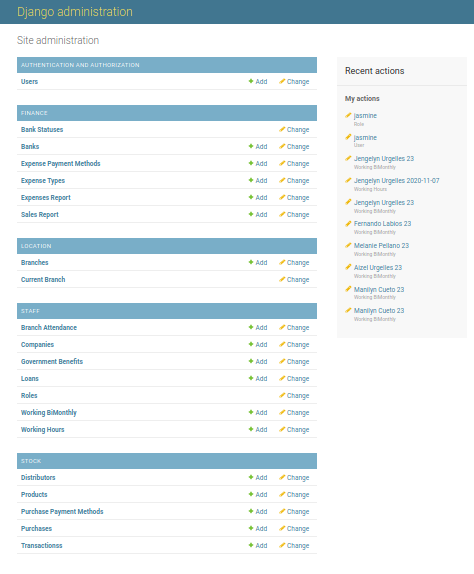 Django administration
Site administration
AUTHENTICATION AND AUTHORIZATION
Users Add Change
FINANCE
Bank Statuses Change
Banks Add Change
Expense Payment Methods Add Change
Expense Types Add Change
Expenses Report Add Change
Sales Report Add Change
LOCATION
Branches Add Change
Current Branch Change
STAFF
Branch Attendance Add Change
Companies Add Change
Government Benefits Add Change
Loans Add Change
Roles Change
Working BiMonthly Add Change
Working Hours Add Change
STOCK
Distributors Add Change
Products Add Change
Purchase Payment Methods Add Change
Purchases Add Change
Transactionss Add Change
Recent actions
My actions
jasmine
Role
jasmine
User
Jengelyn Urgelles 23
Working BiMonthly
Jengelyn Urgelles 2020-11-07
Working Hours
Jengelyn Urgelles 23
Working BiMonthly
Fernando Labios 23
Working BiMonthly
Melanie Pellano 23
Working BiMonthly
Aizel Urgelles 23
Working BiMonthly
Marilyn Cueto 23
Working BiMonthly
Marilyn Cueto 23
Working BiMonthly